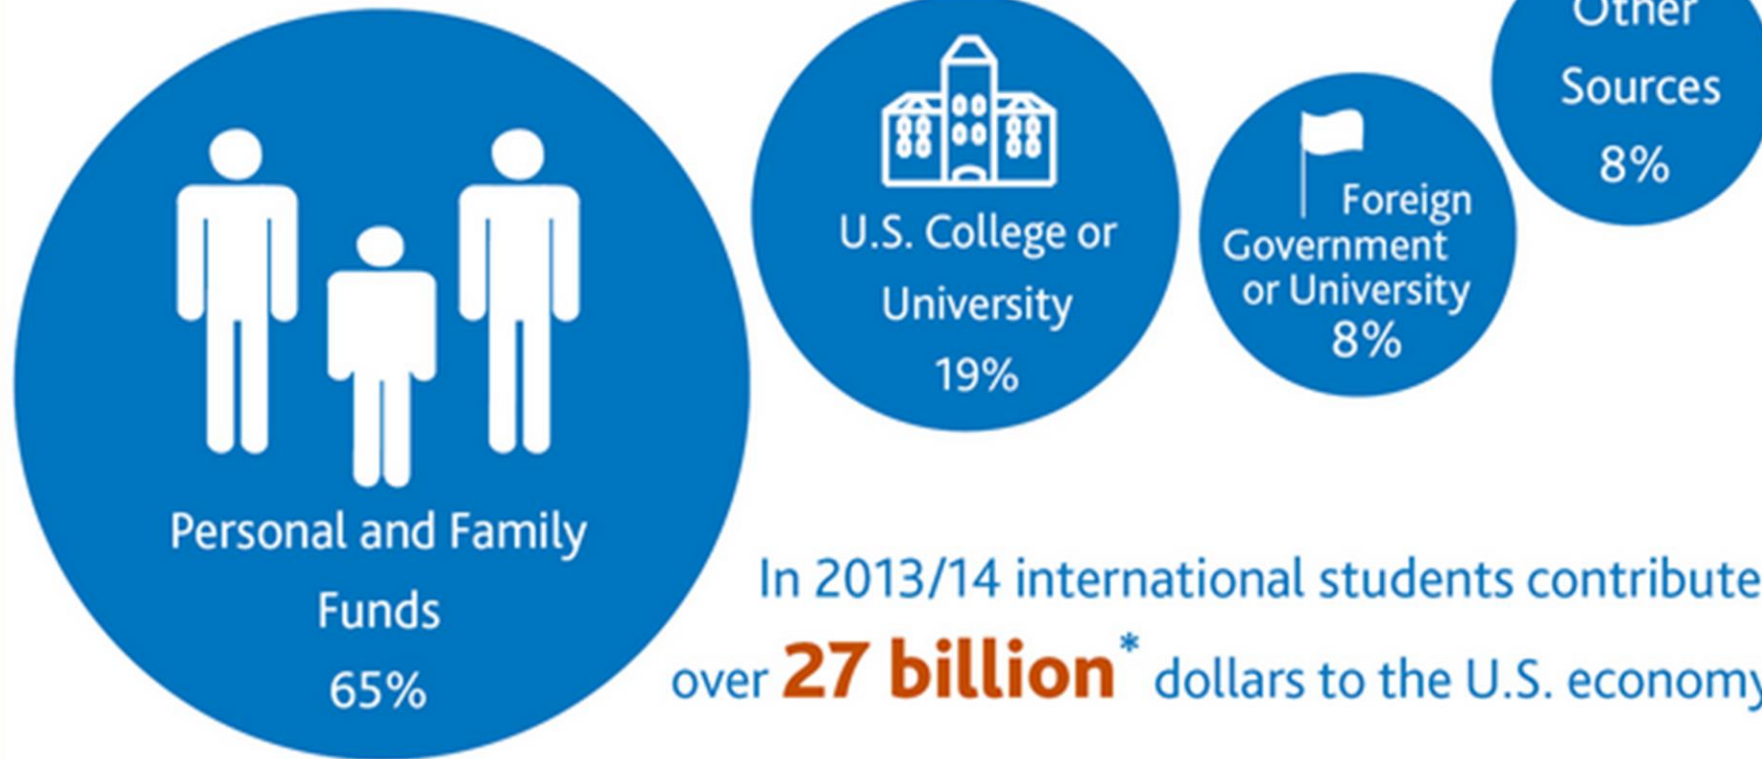 Personal and Family
Funds
65%
U.S. College or
University
19%
Foreign
Government
or University
8%
Other
Sources
8%
In 2013/14 international students contribute
over 27 billion* dollars to the U.S. economy